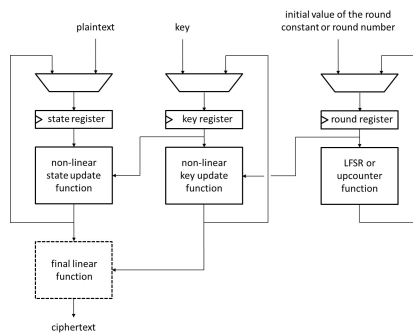 plaintext
key
initial value of the round
constant or round number
state register
key register
round register
non-linear
state update
function
non-linear
key update
function
LFSR or
upcounter
function
final linear
function
ciphertext